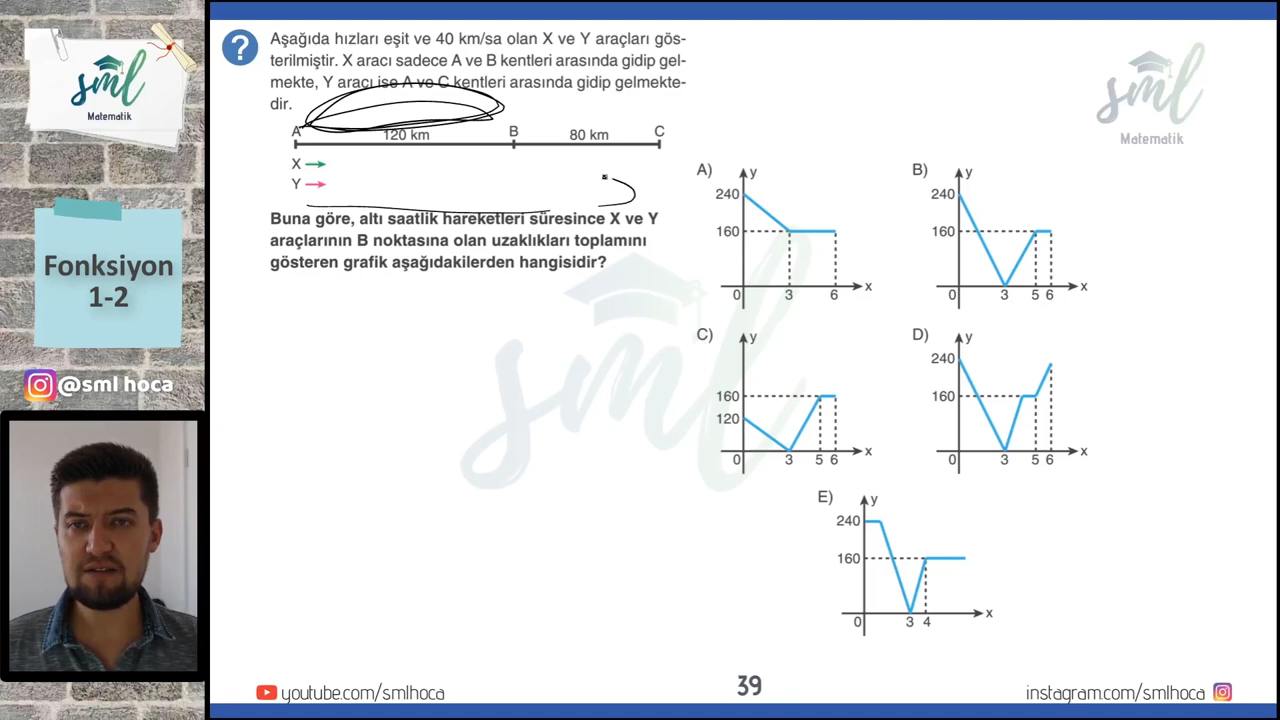 sml
Matematik
Fonksiyon
1-2
@sml hoca
?
Aşağıda hızları eşit ve 40 km/sa olan X ve Y araçları gös-
terilmiştir. X aracı sadece A ve B kentleri arasında gidip gel-
mekte, Y aracı ise A ve C kentleri arasında gidip gelmekte-
dir.
A 120 km B 80 km C
X
Y
Buna göre, altı saatlik hareketleri süresince X ve Y
araçlarının B noktasına olan uzaklıkları toplamını
gösteren grafik aşağıdakilerden hangisidir?
sml
Matematik
A) y
240
160
0 3 6 x
B) y
240
160
0 3 5 6 x
C) y
160
120
0 3 5 6 x
D) y
240
160
0 3 5 6 x
E) y
240
160
0 3 4 x
sml
youtube.com/smlhoca
39
instagram.com/smlhoca